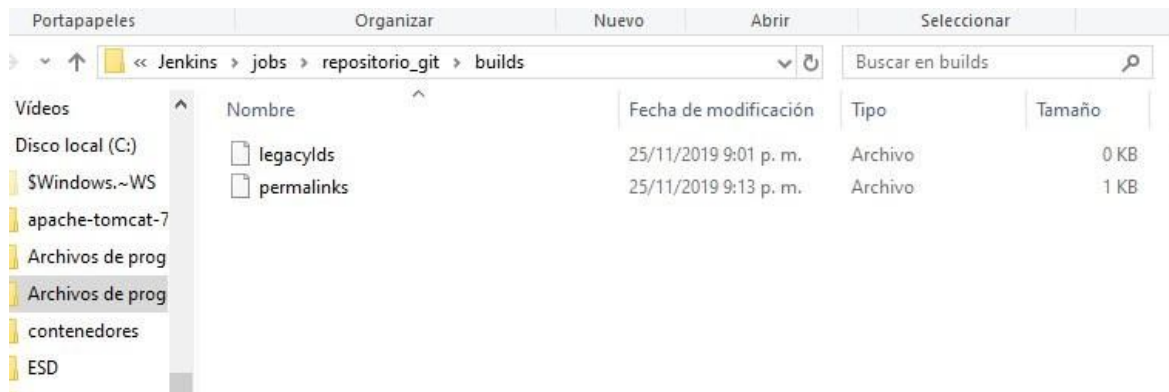 Portapapeles Organizar Nuevo Abrir Seleccionar
« Jenkins > jobs > repositorio_git > builds Buscar en builds
Vídeos Nombre Fecha de modificación Tipo Tamaño
Disco local (C:) legacyIds 25/11/2019 9:01 p. m. Archivo 0 KB
$Windows.~WS permalinks 25/11/2019 9:13 p. m. Archivo 1 KB
apache-tomcat-7
Archivos de prog
Archivos de prog
contenedores
ESD